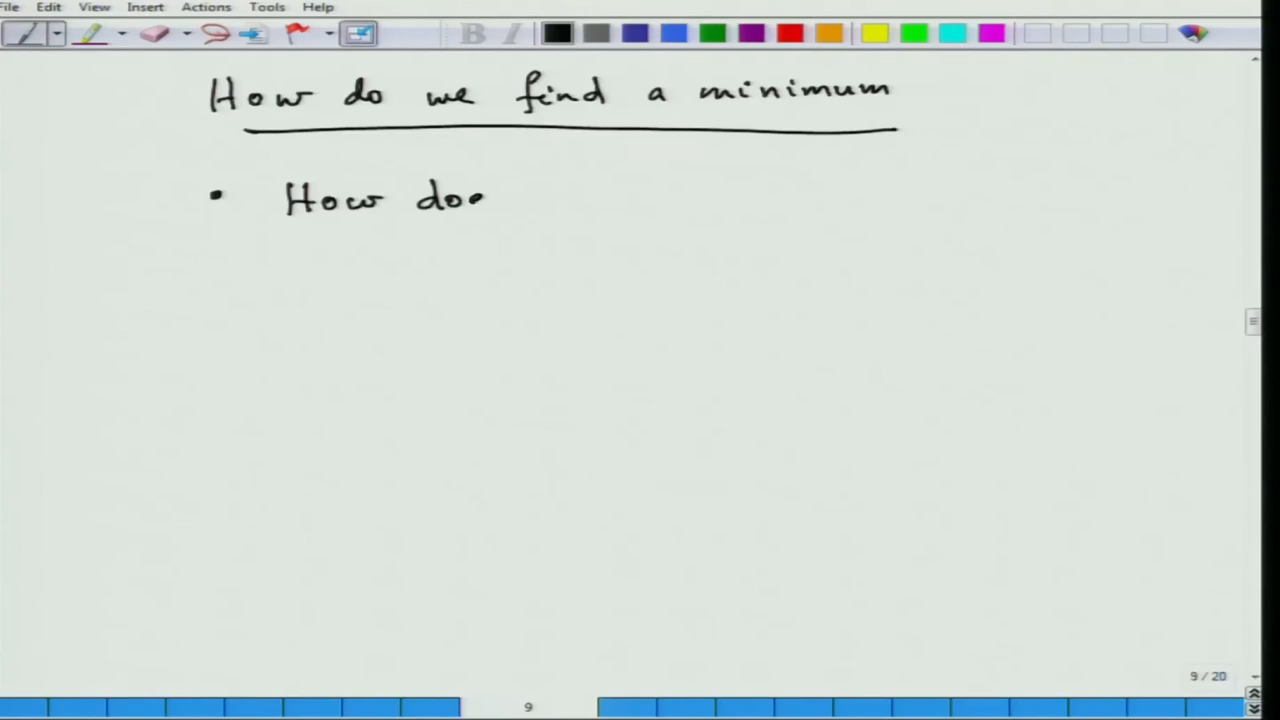 File Edit View Insert Actions Tools Help
B I
How do we find a minimum
• How do
9 / 20
9